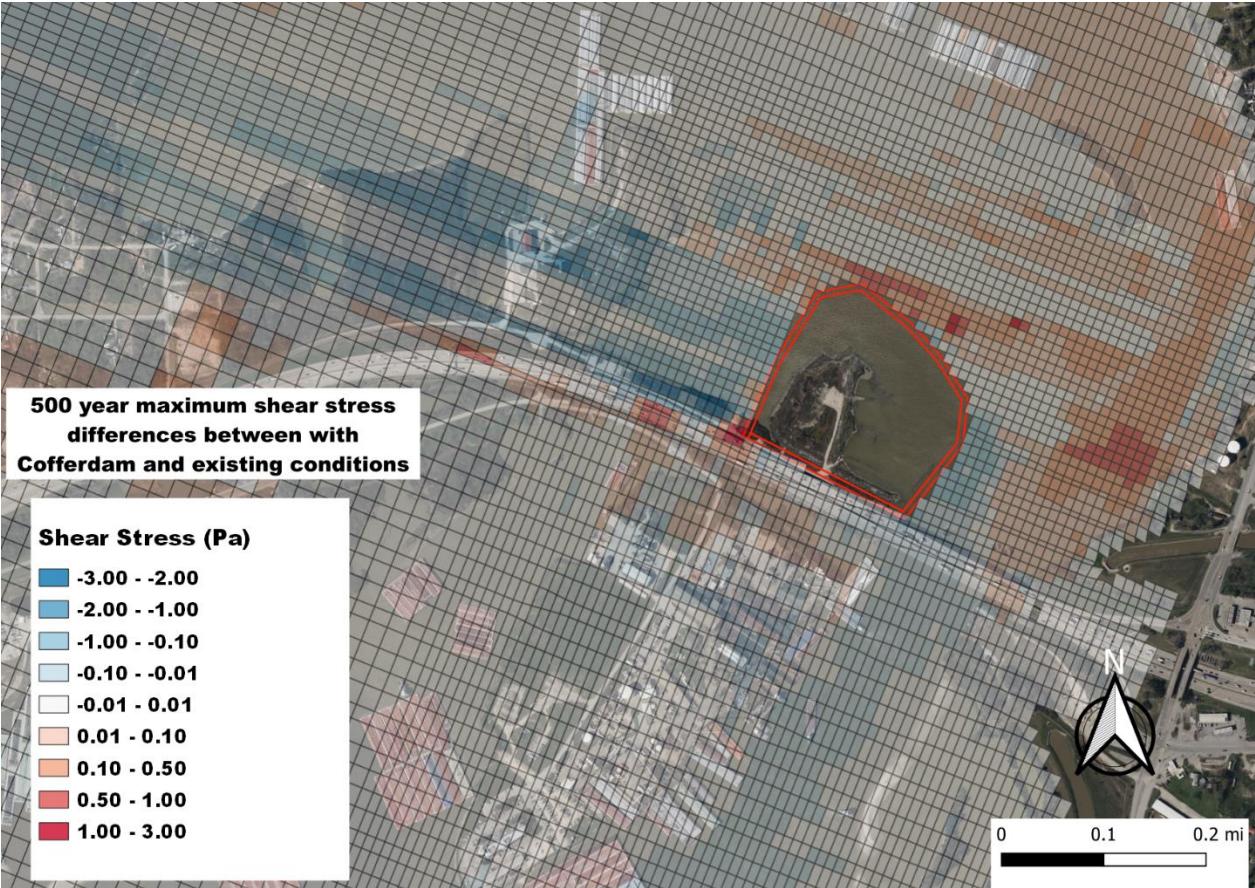 500 year maximum shear stress
differences between with
Cofferdam and existing conditions
Shear Stress (Pa)
-3.00 - -2.00
-2.00 - -1.00
-1.00 - -0.10
-0.10 - -0.01
-0.01 - 0.01
0.01 - 0.10
0.10 - 0.50
0.50 - 1.00
1.00 - 3.00
N
0 0.1 0.2 mi